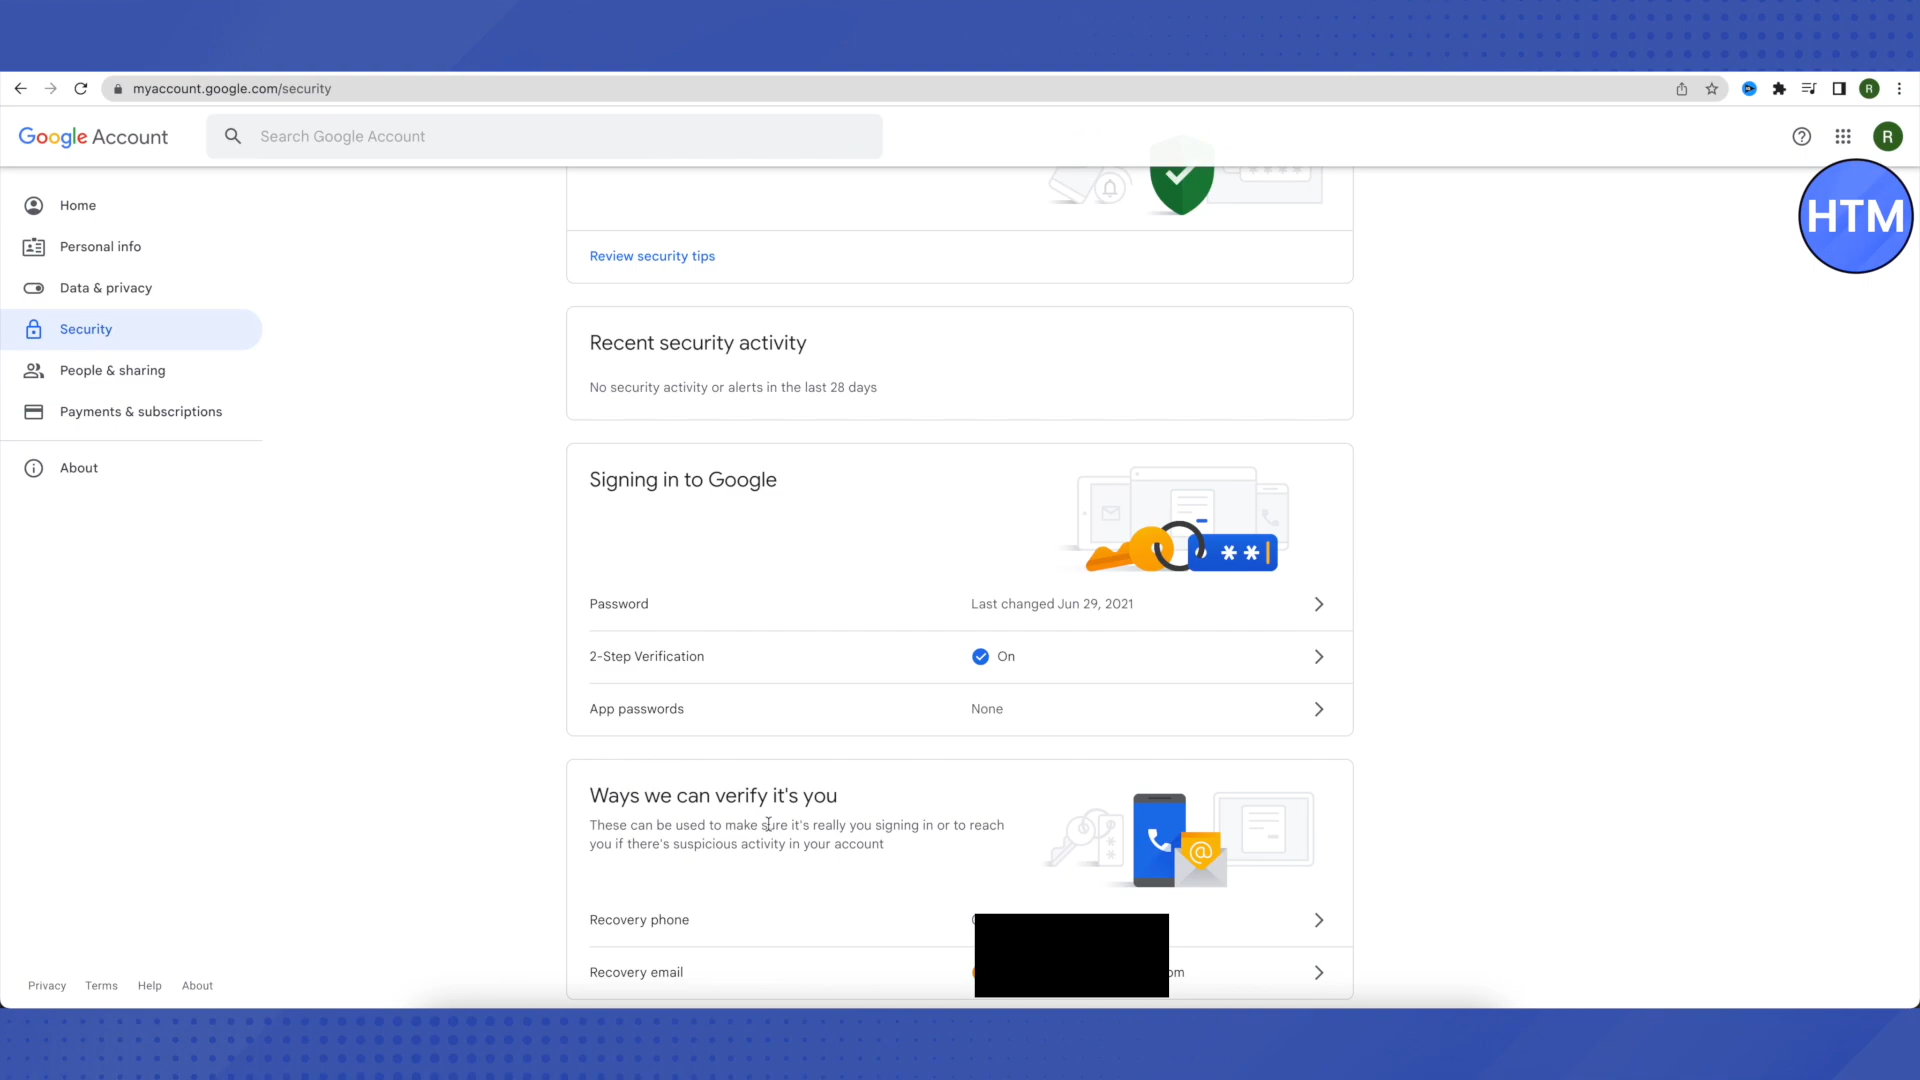 myaccount.google.com/security
R
Google Account
Search Google Account
R
HTM
Home
Personal info
Data & privacy
Security
People & sharing
Payments & subscriptions
About
Review security tips
Recent security activity
No security activity or alerts in the last 28 days
Signing in to Google
Password
Last changed Jun 29, 2021
2-Step Verification
On
App passwords
None
Ways we can verify it's you
These can be used to make sure it's really you signing in or to reach
you if there's suspicious activity in your account
Recovery phone
Recovery email
om
Privacy
Terms
Help
About